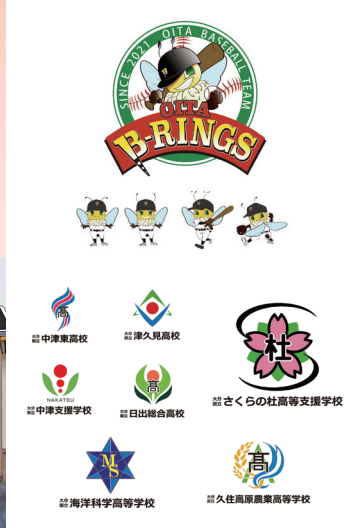 SINCE 2021 OITA BASEBALL TEAM
OITA
B-RINGS
高
大分県立 中津東高校
大分県立 津久見高校
杜
大分県立 さくらの杜高等支援学校
NAKATSU
大分県立 中津支援学校
高
大分県立 日出総合高校
MS
大分県立 海洋科学高等学校
高
大分県立 久住高原農業高等学校